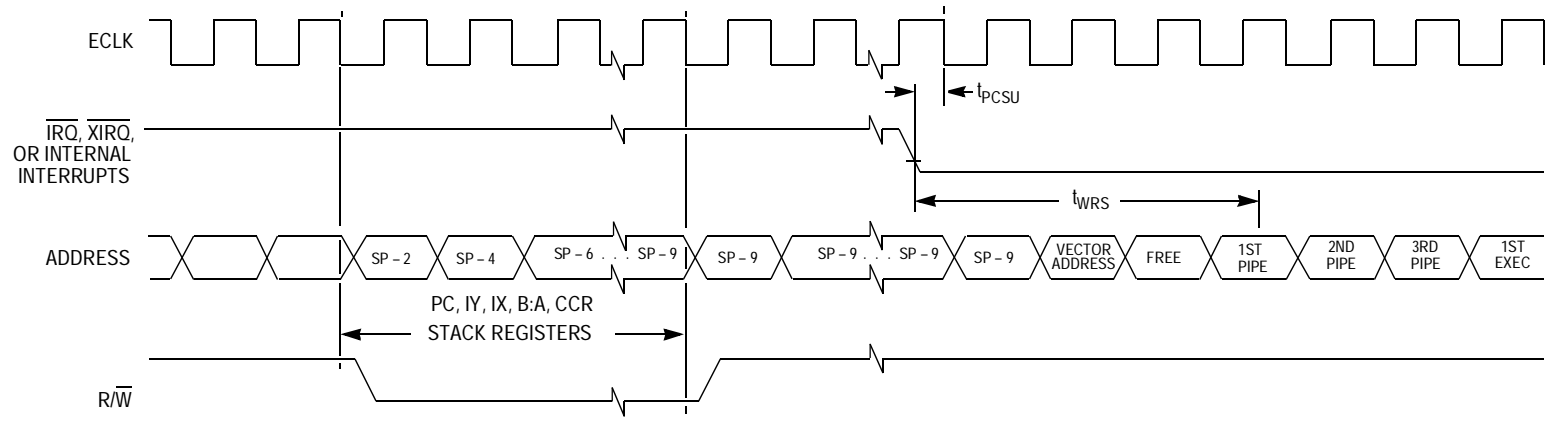 ECLK
tPCSU
IRQ, XIRQ,
OR INTERNAL
INTERRUPTS
tWRS
ADDRESS
SP – 2
SP – 4
SP – 6 . . . SP – 9
SP – 9
SP – 9 . . . SP – 9
SP – 9
VECTOR
ADDRESS
FREE
1ST
PIPE
2ND
PIPE
3RD
PIPE
1ST
EXEC
PC, IY, IX, B:A, CCR
STACK REGISTERS
R/W